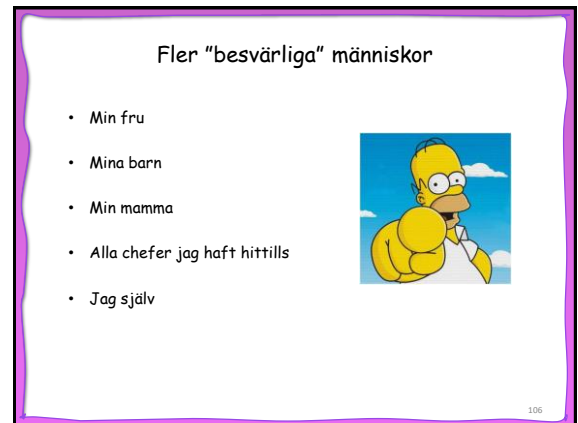 Fler ”besvärliga” människor
• Min fru
• Mina barn
• Min mamma
• Alla chefer jag haft hittills
• Jag själv
106